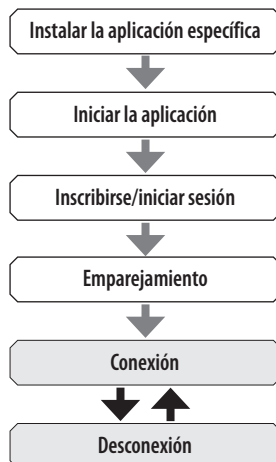 Instalar la aplicación específica
Iniciar la aplicación
Inscribirse/iniciar sesión
Emparejamiento
Conexión
Desconexión